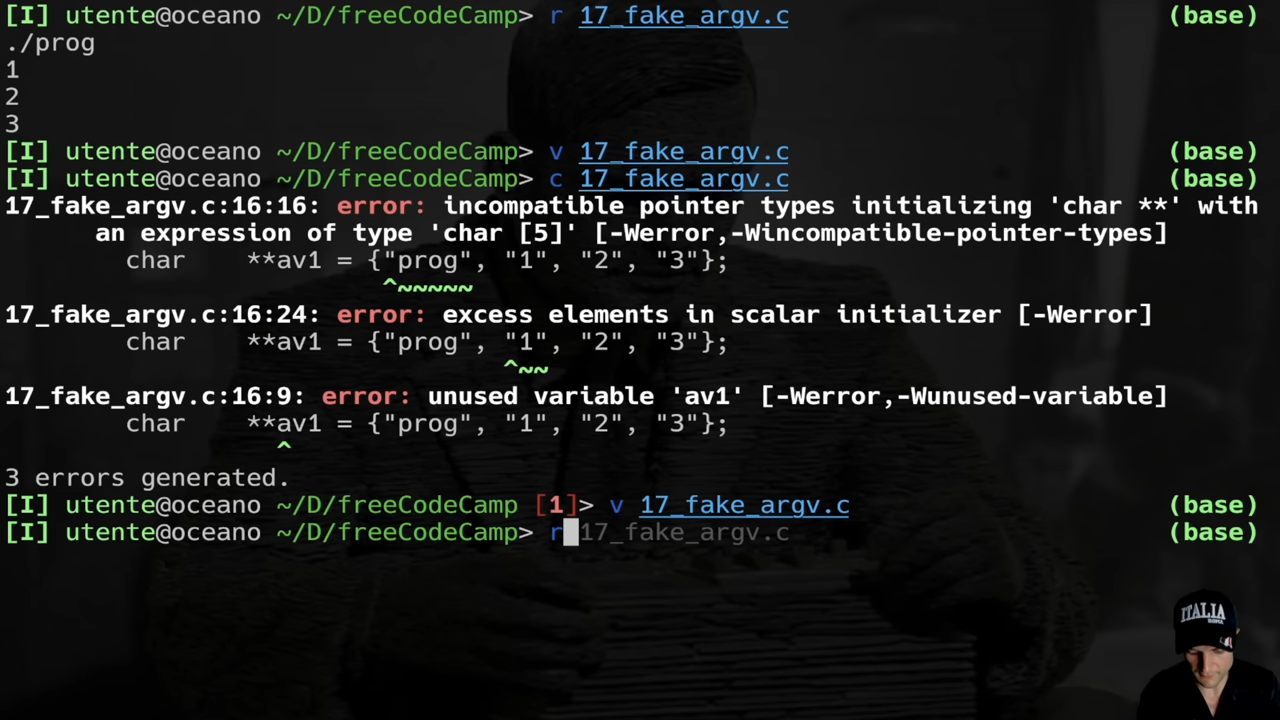 [I] utente@oceano ~/D/freeCodeCamp> r 17_fake_argv.c (base)
./prog
1
2
3
[I] utente@oceano ~/D/freeCodeCamp> v 17_fake_argv.c (base)
[I] utente@oceano ~/D/freeCodeCamp> c 17_fake_argv.c (base)
17_fake_argv.c:16:16: error: incompatible pointer types initializing 'char **' with
an expression of type 'char [5]' [-Werror,-Wincompatible-pointer-types]
char **av1 = {"prog", "1", "2", "3"};
^~~~~~
17_fake_argv.c:16:24: error: excess elements in scalar initializer [-Werror]
char **av1 = {"prog", "1", "2", "3"};
^~~
17_fake_argv.c:16:9: error: unused variable 'av1' [-Werror,-Wunused-variable]
char **av1 = {"prog", "1", "2", "3"};
^
3 errors generated.
[I] utente@oceano ~/D/freeCodeCamp [1]> v 17_fake_argv.c (base)
[I] utente@oceano ~/D/freeCodeCamp> r 17_fake_argv.c (base)
ITALIA
ROMA